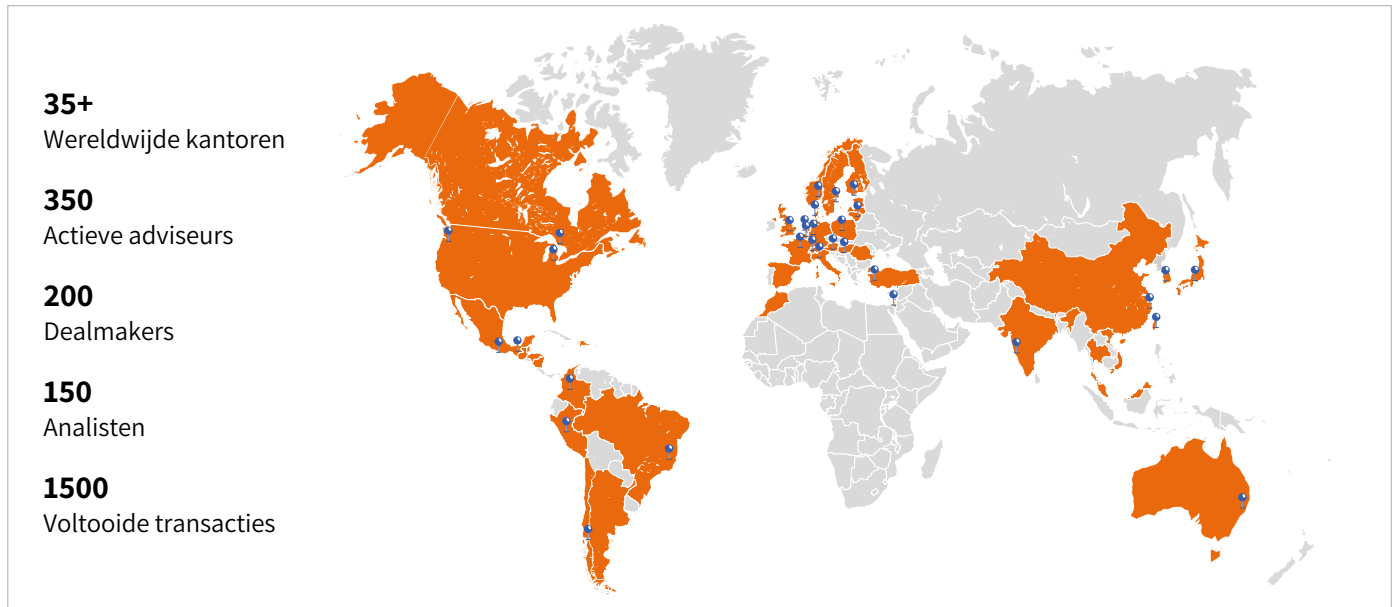 35+
Wereldwijde kantoren
350
Actieve adviseurs
200
Dealmakers
150
Analisten
1500
Voltooide transacties